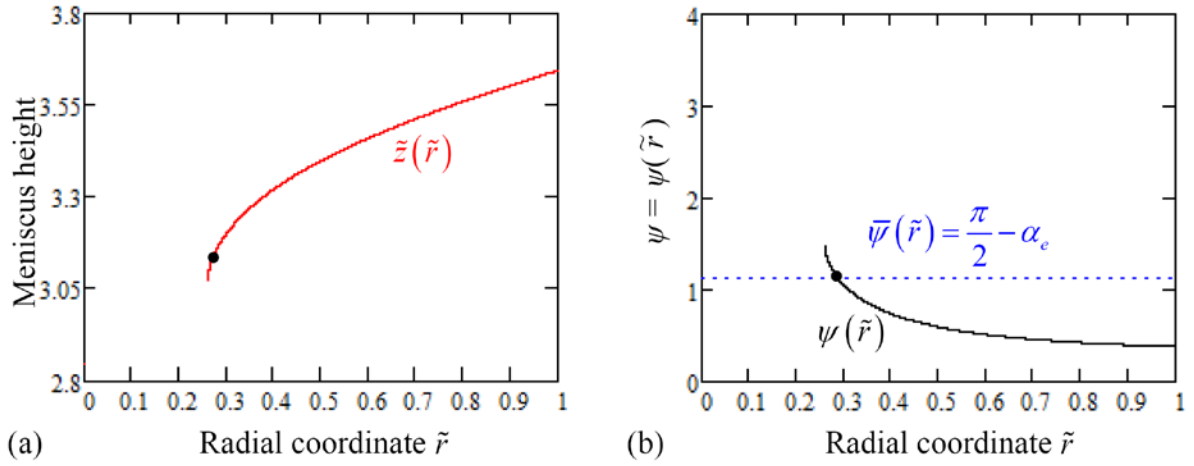 3.8
3.55
3.3
3.05
2.8
Meniscus height
z̃(r̃)
0 0.1 0.2 0.3 0.4 0.5 0.6 0.7 0.8 0.9 1
(a) Radial coordinate r̃
4
3
2
1
0
ψ = ψ(r̃)
ψ̅(r̃) = π/2 − αₑ
ψ(r̃)
0 0.1 0.2 0.3 0.4 0.5 0.6 0.7 0.8 0.9 1
(b) Radial coordinate r̃